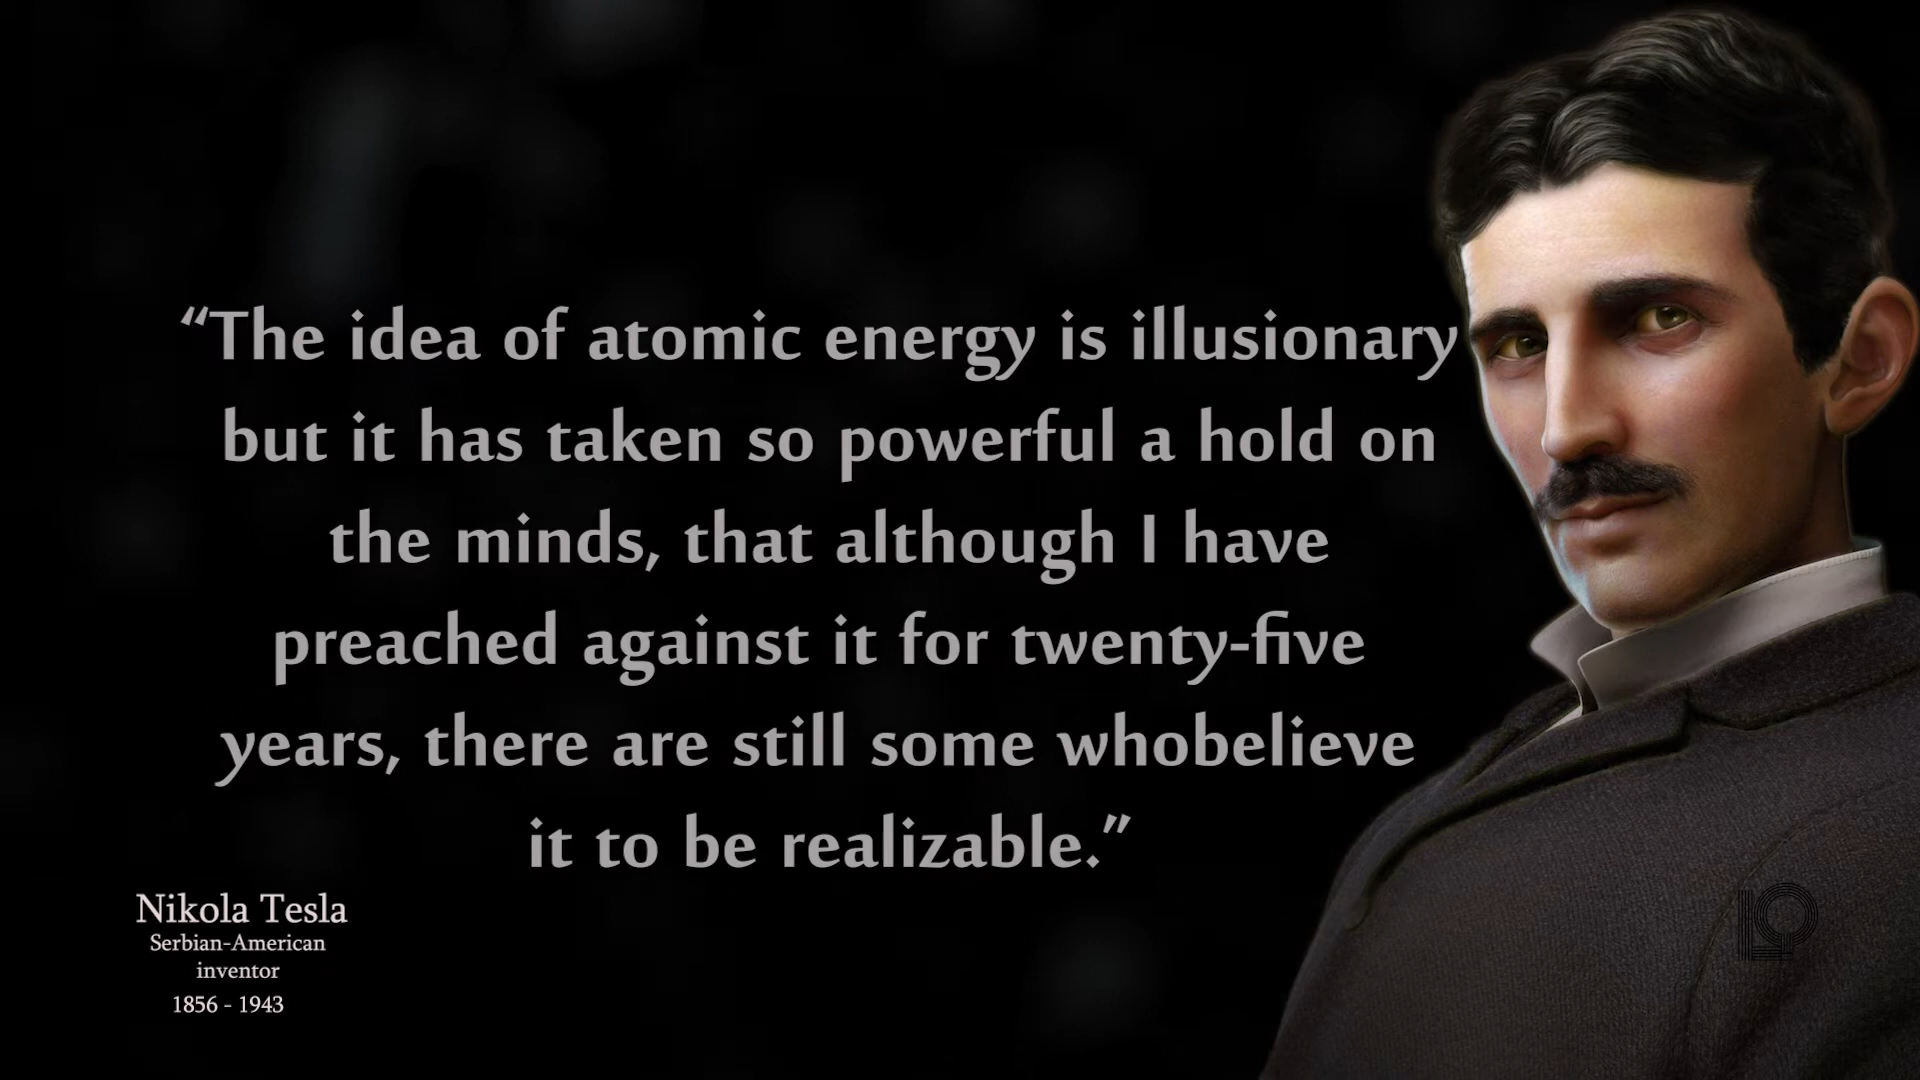 “The idea of atomic energy is illusionary
but it has taken so powerful a hold on
the minds, that although I have
preached against it for twenty-five
years, there are still some whobelieve
it to be realizable.”
Nikola Tesla
Serbian-American
inventor
1856 - 1943